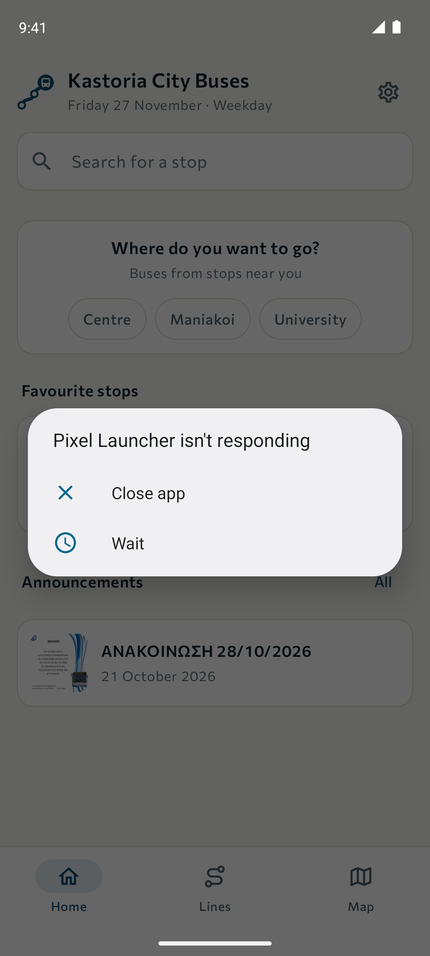 9:41
Kastoria City Buses
Friday 27 November · Weekday
Search for a stop
Where do you want to go?
Buses from stops near you
Centre
Maniakoi
University
Favourite stops
Pixel Launcher isn't responding
Close app
Wait
Announcements
All
ΑΝΑΚΟΙΝΩΣΗ 28/10/2026
21 October 2026
Home
Lines
Map